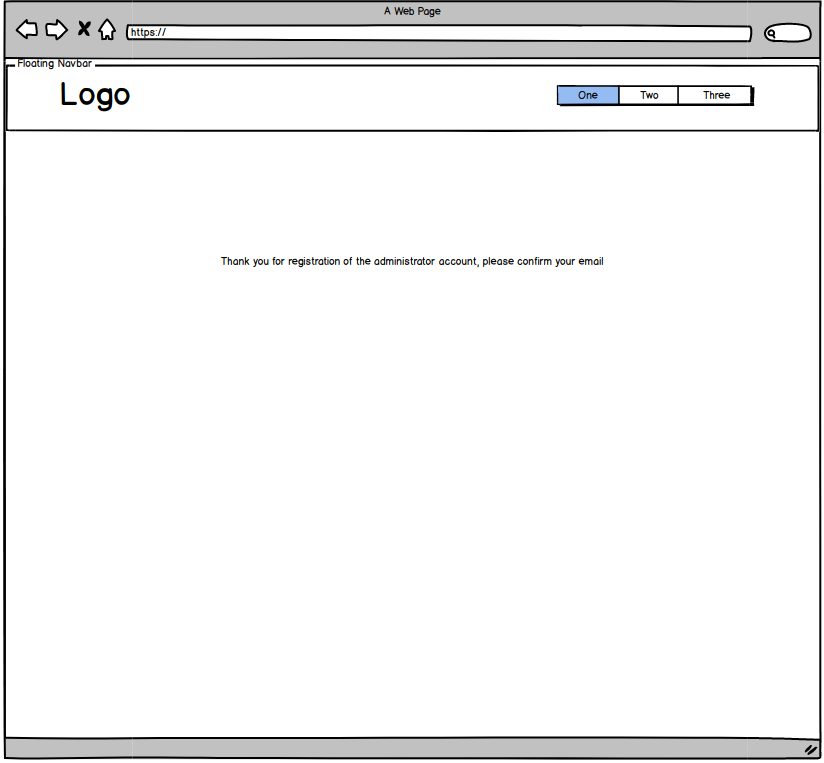 A Web Page
https://
Floating Navbar
Logo
One Two Three
Thank you for registration of the administrator account, please confirm your email